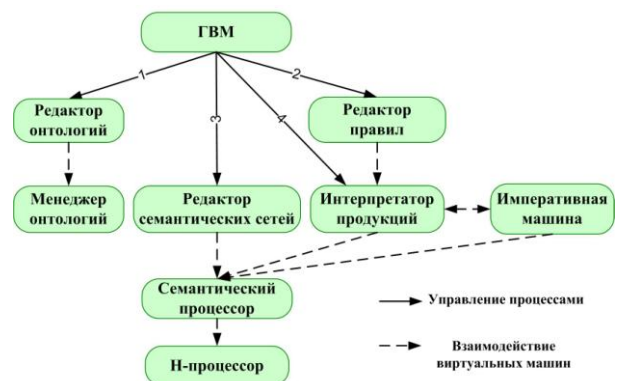 ГВМ
1
2
3
4
Редактор
онтологий
Редактор
правил
Менеджер
онтологий
Редактор
семантических сетей
Интерпретатор
продукций
Императивная
машина
Семантический
процессор
Управление процессами
Н-процессор
Взаимодействие
виртуальных машин